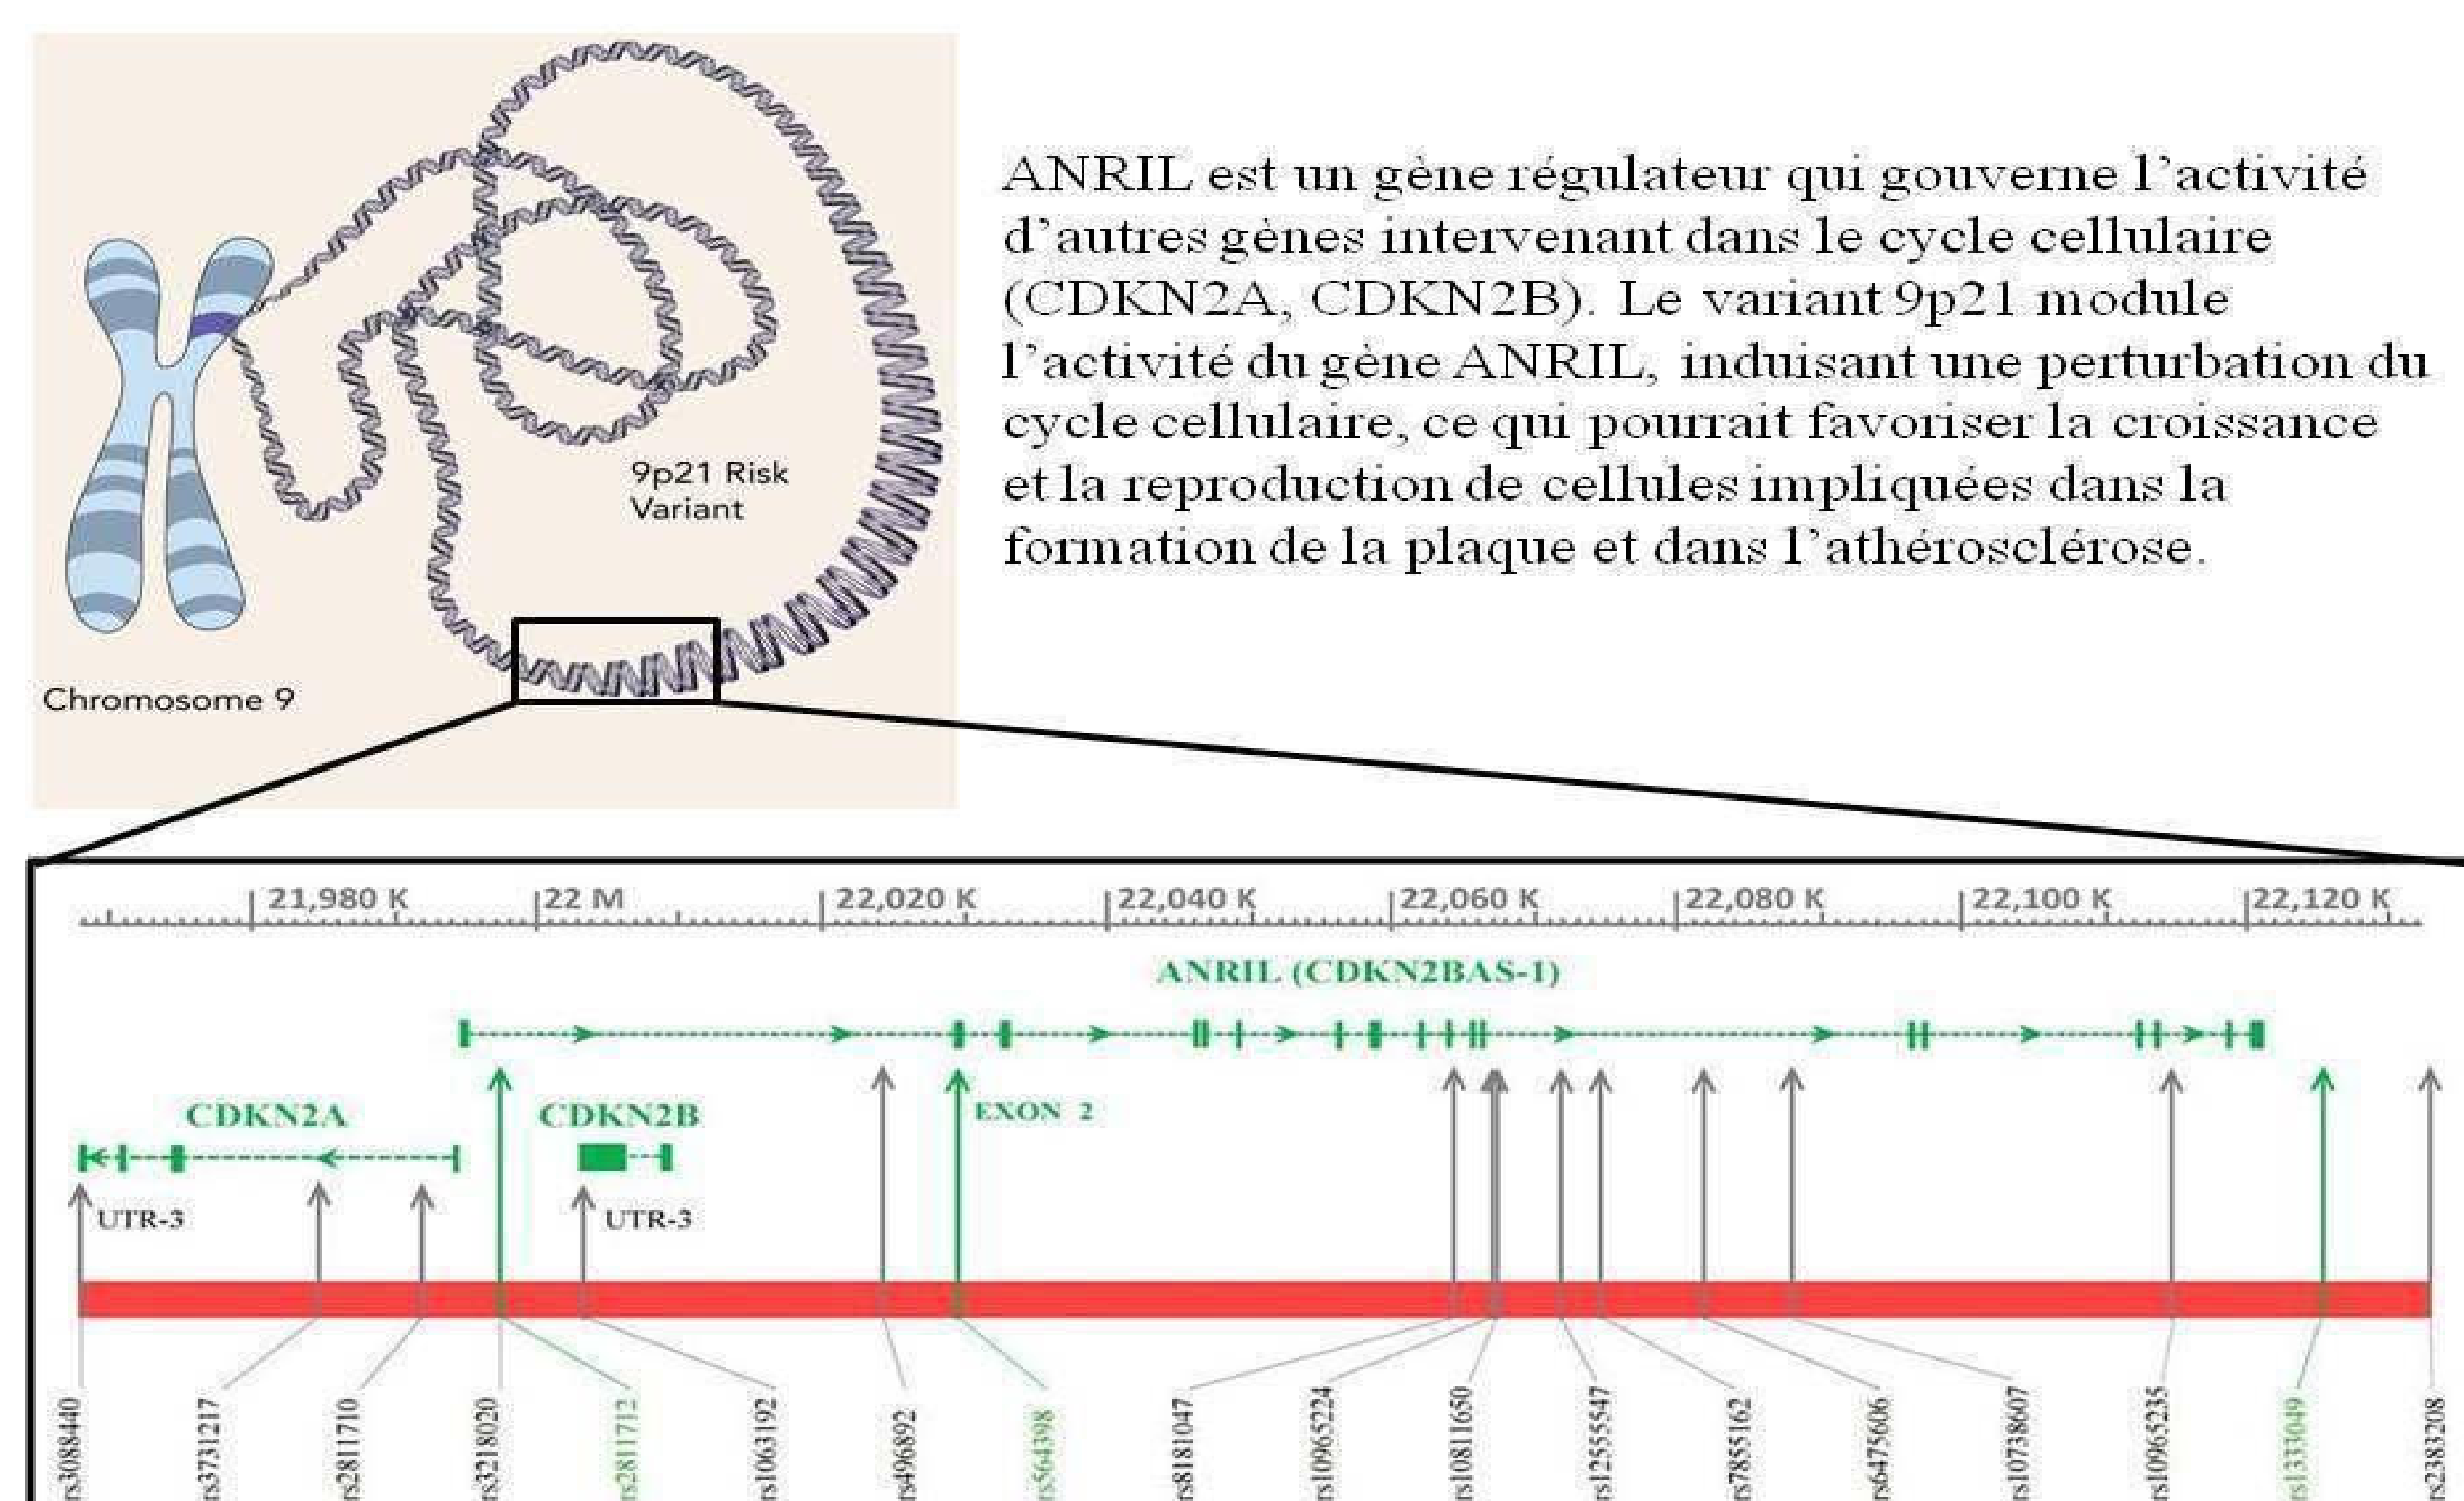 ANRIL est un gène régulateur qui gouverne l'activité
d'autres gènes intervenant dans le cycle cellulaire
(CDKN2A, CDKN2B). Le variant 9p21 module
l'activité du gène ANRIL, induisant une perturbation du
cycle cellulaire, ce qui pourrait favoriser la croissance
et la reproduction de cellules impliquées dans la
formation de la plaque et dans l'athérosclérose.
9p21 Risk
Variant
Chromosome 9
21,980 K 22 M 22,020 K 22,040 K 22,060 K 22,080 K 22,100 K 22,120 K
ANRIL (CDKN2BAS-1)
CDKN2A CDKN2B EXON 2
UTR-3 UTR-3
rs3088440
rs3731217
rs2811710
rs3218020
rs2811712
rs1063192
rs496892
rs564398
rs8181047
rs10965224
rs10811650
rs12555547
rs7855162
rs6475606
rs10738607
rs10965235
rs1333049
rs2383208